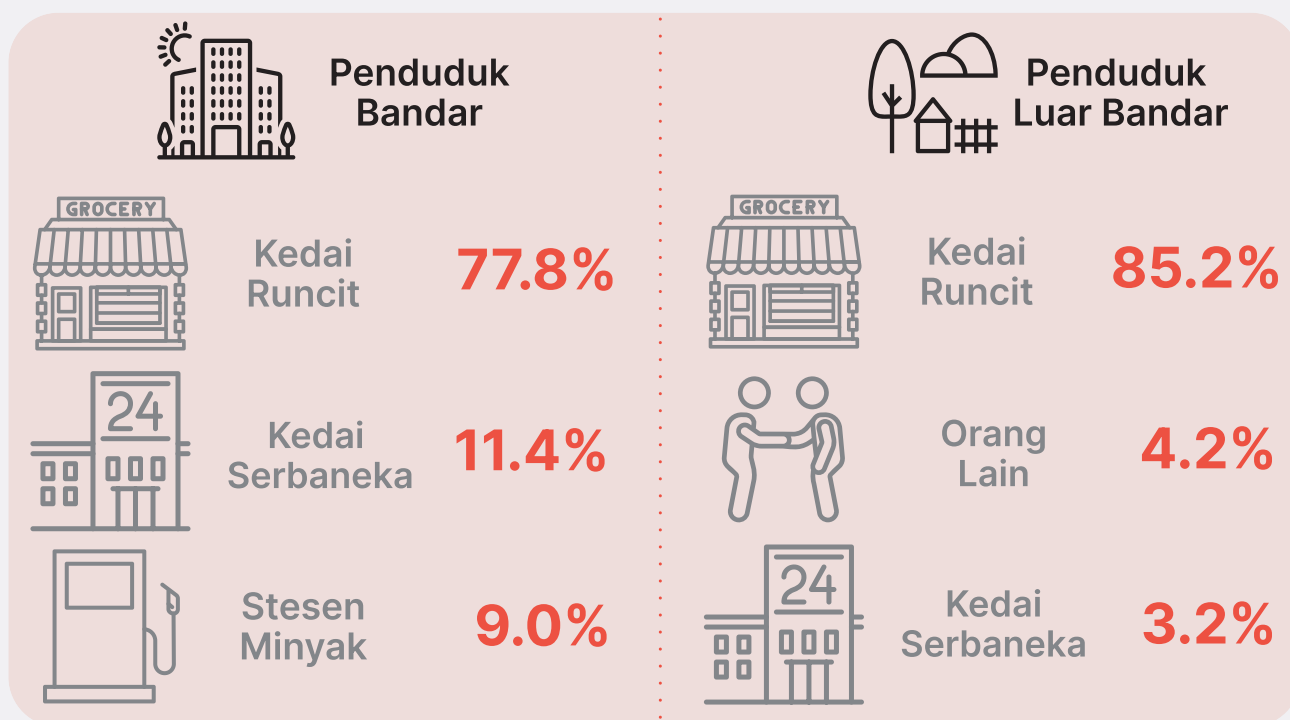 Penduduk
Bandar
GROCERY
Kedai
Runcit
77.8%
24
Kedai
Serbaneka
11.4%
Stesen
Minyak
9.0%
Penduduk
Luar Bandar
GROCERY
Kedai
Runcit
85.2%
Orang
Lain
4.2%
24
Kedai
Serbaneka
3.2%